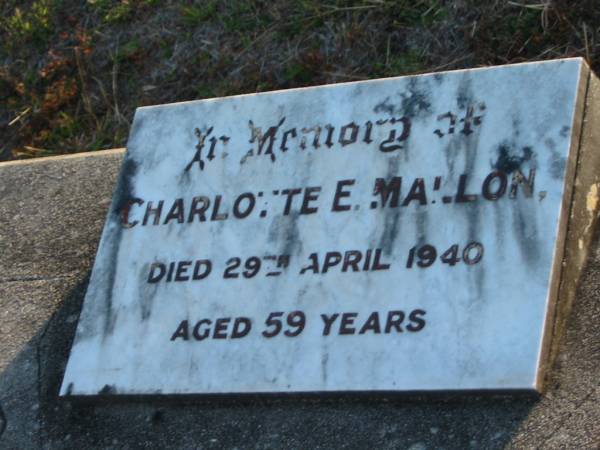 In Memory of
CHARLOTTE E. MALLON,
DIED 29TH APRIL 1940
AGED 59 YEARS